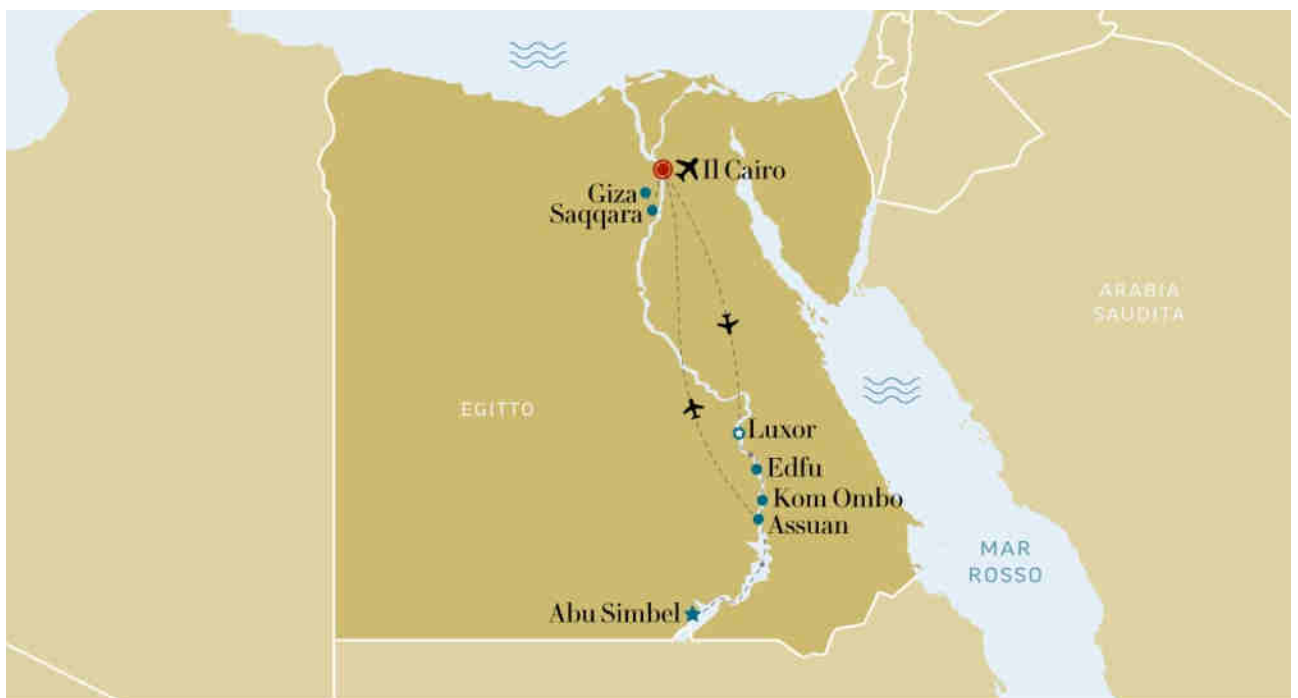 Il Cairo
Giza
Saqqara
ARABIA
SAUDITA
EGITTO
Luxor
Edfu
Kom Ombo
Assuan
MAR
ROSSO
Abu Simbel